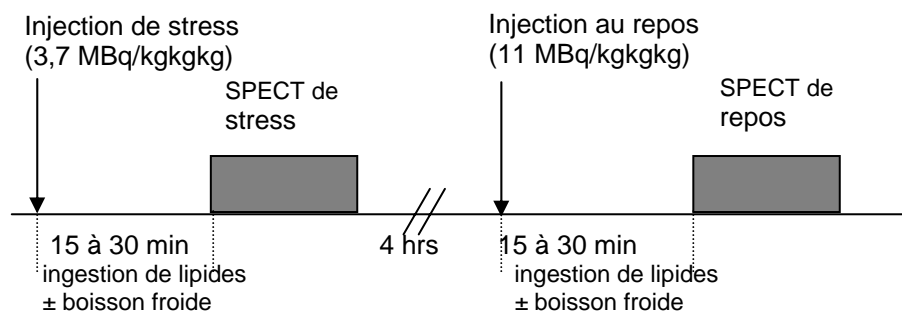 Injection de stress
(3,7 MBq/kgkgkg)
SPECT de
stress
Injection au repos
(11 MBq/kgkgkg)
SPECT de
repos
15 à 30 min
ingestion de lipides
± boisson froide
4 hrs
15 à 30 min
ingestion de lipides
± boisson froide